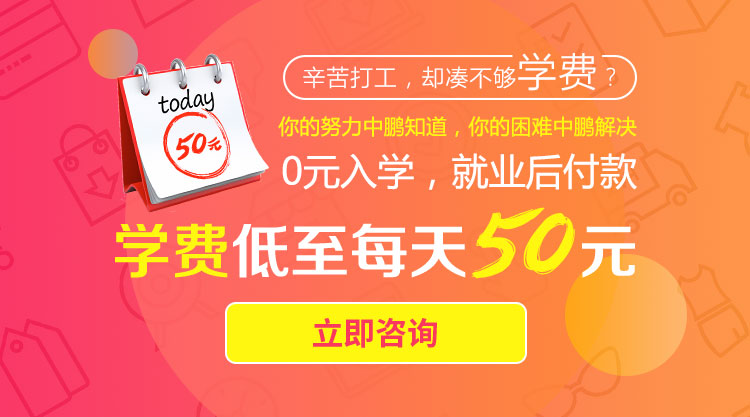 today
50元
辛苦打工，却凑不够学费？
你的努力中鹏知道，你的困难中鹏解决
0元入学，就业后付款
学费低至每天50元
立即咨询